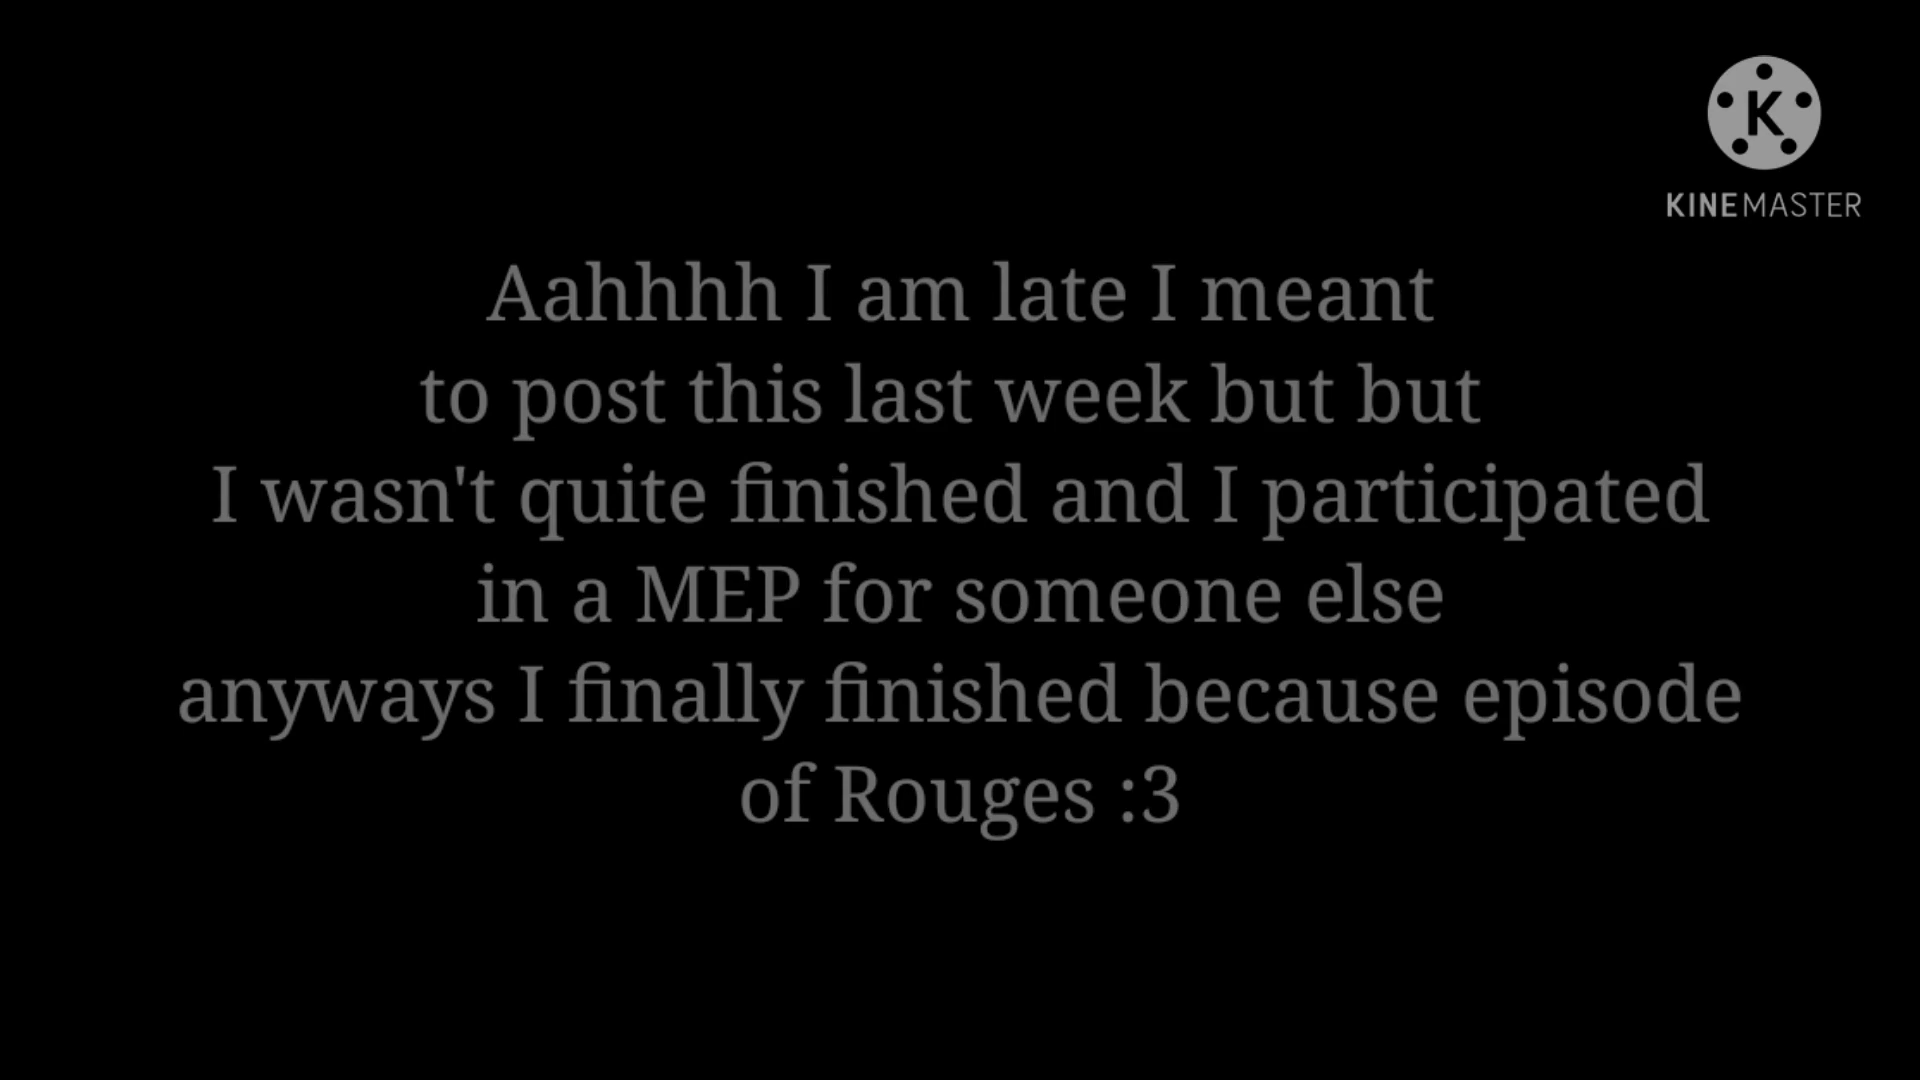 K
KINEMASTER
Aahhhh I am late I meant
to post this last week but but
I wasn't quite finished and I participated
in a MEP for someone else
anyways I finally finished because episode
of Rouges :3